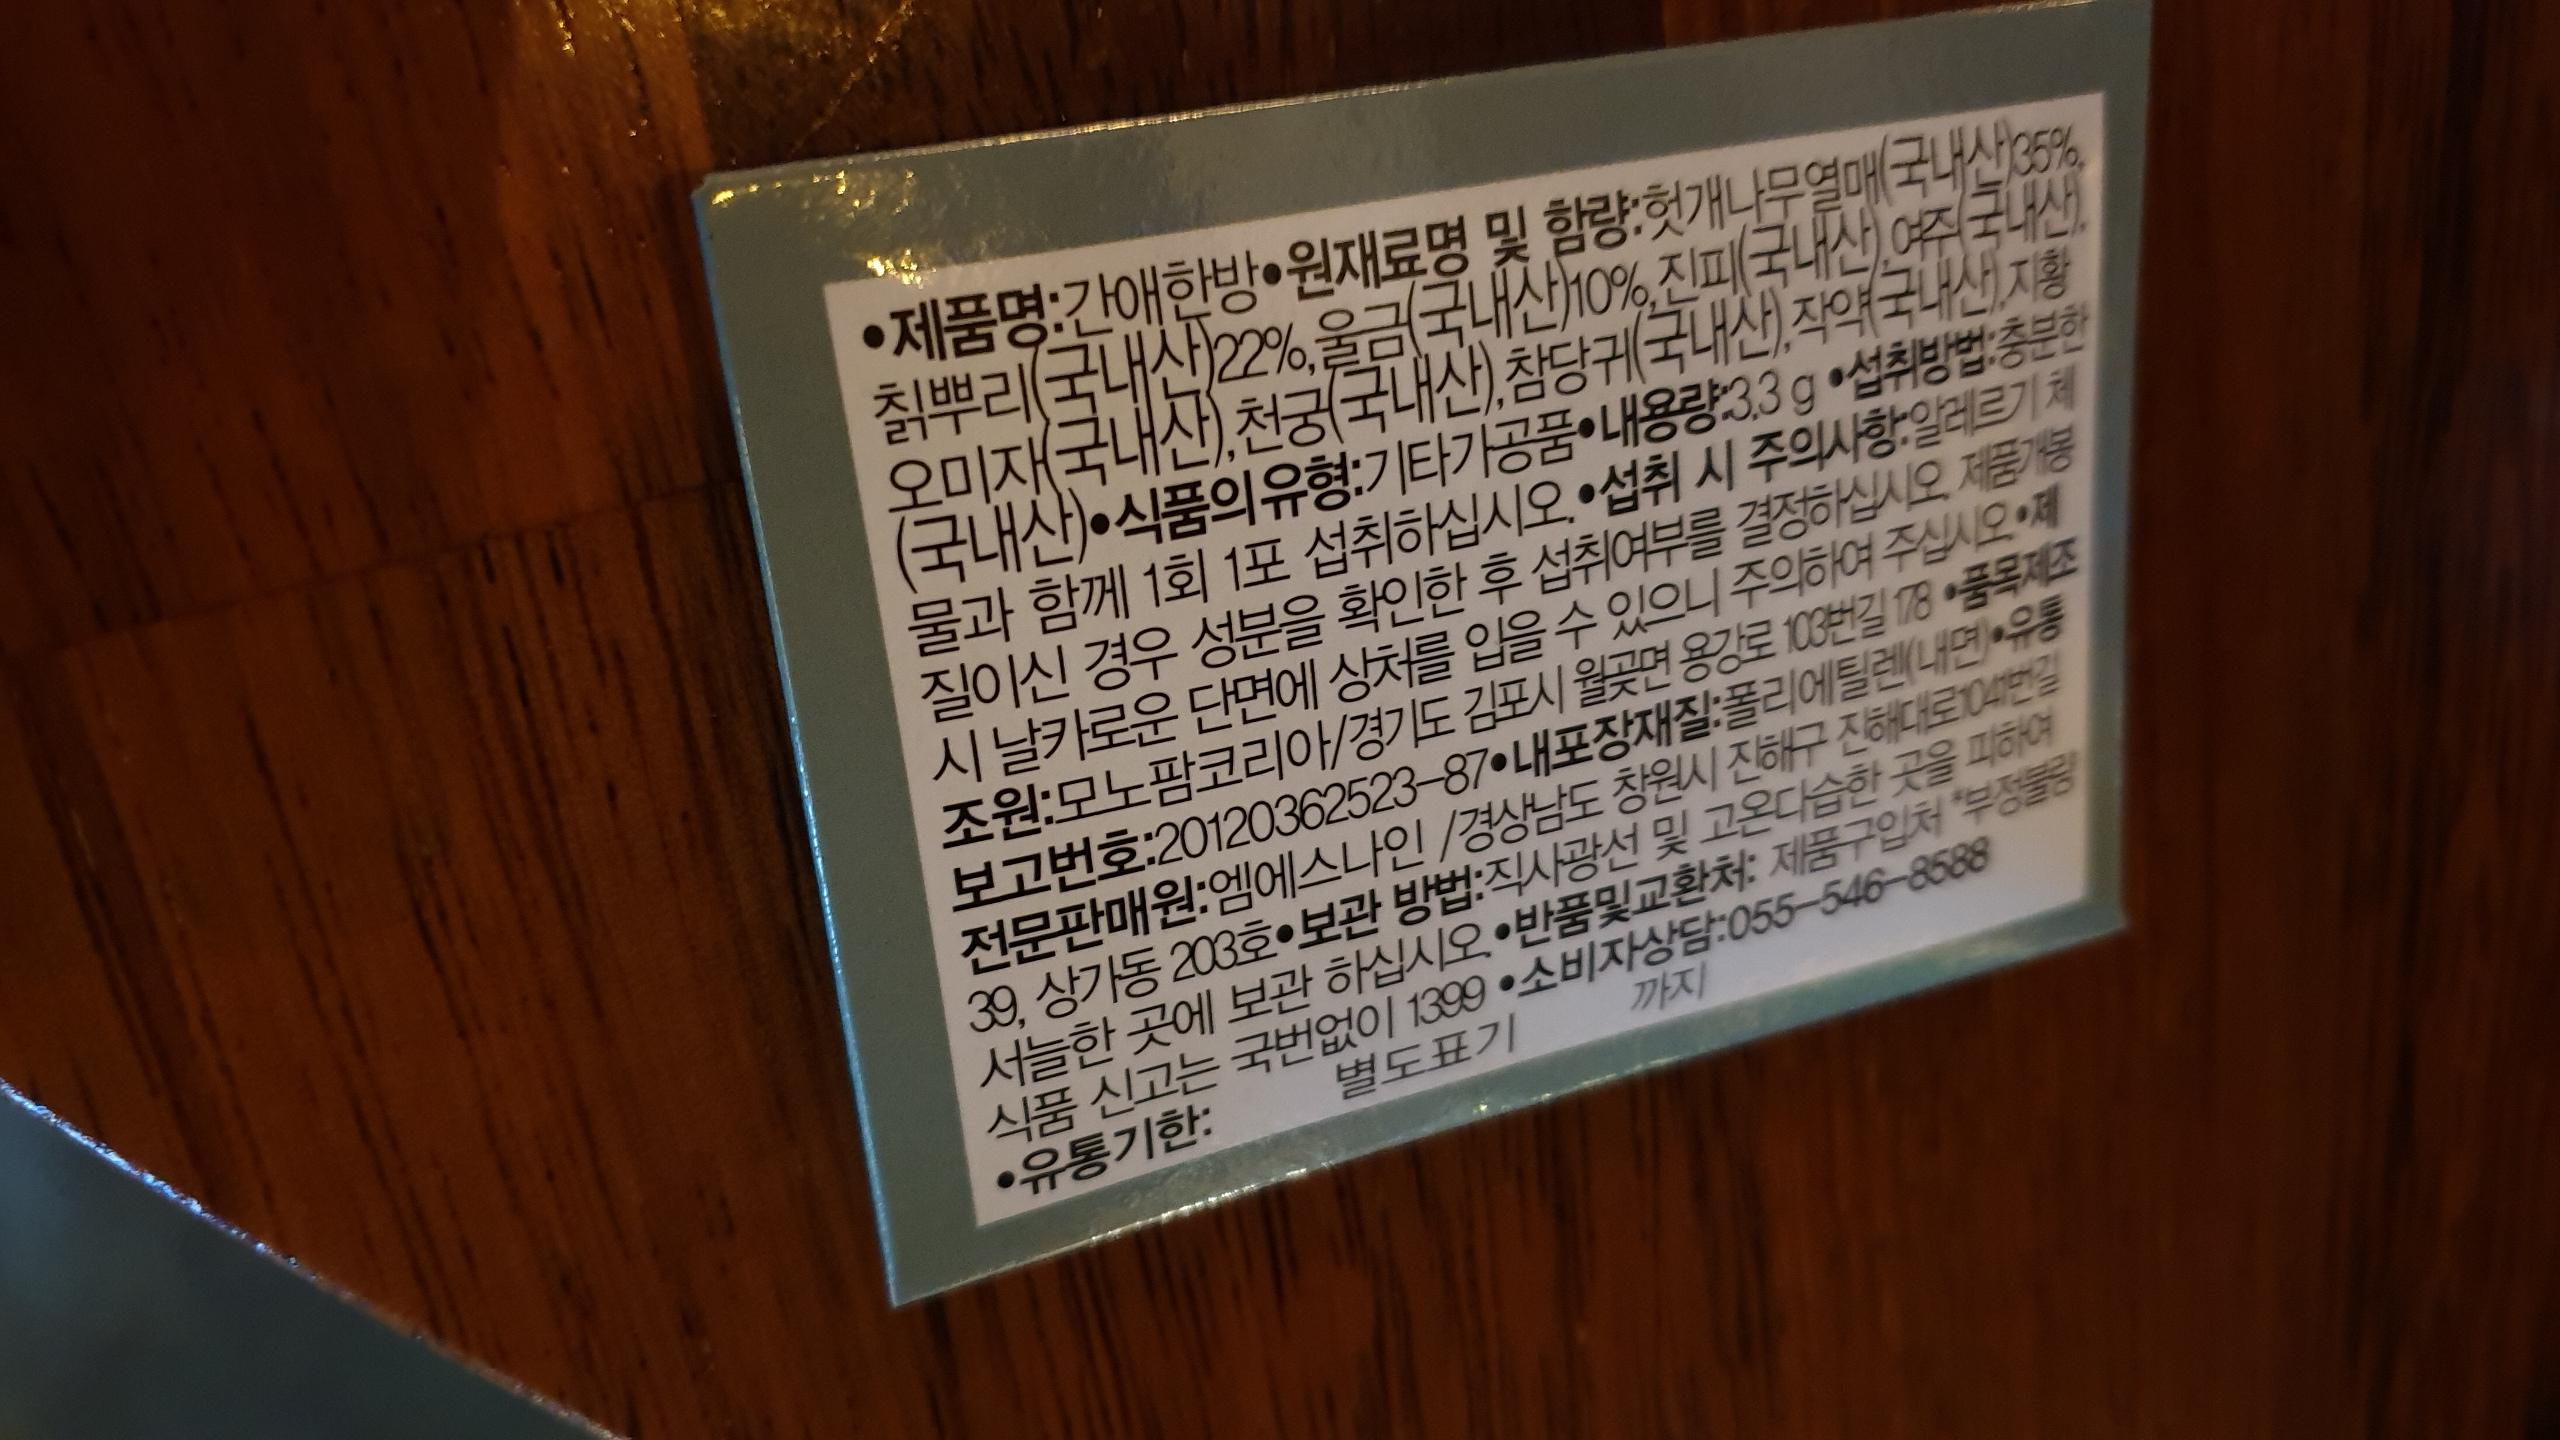 •제품명:간애한방•원재료명 및 함량:헛개나무열매(국내산)35%,
칡뿌리(국내산)22%,울금(국내산)10%,진피(국내산),여주(국내산),
오미자(국내산),천궁(국내산),참당귀(국내산),작약(국내산),지황
(국내산)•식품의유형:기타가공품•내용량:3.3 g •섭취방법:충분한
물과 함께 1회 1포 섭취하십시오.•섭취 시 주의사항:알레르기 체
질이신 경우 성분을 확인한 후 섭취여부를 결정하십시오. 제품개봉
시 날카로운 단면에 상처를 입을 수 있으니 주의하여 주십시오•제
조원:모노팜코리아/경기도 김포시 월곶면 용강로 103번길 178 •품목제조
보고번호:20120362523-87•내포장재질:폴리에틸렌(내면)•유통
전문판매원:엠에스나인 /경상남도 창원시 진해구 진해대로1041번길
39, 상가동 203호•보관 방법:직사광선 및 고온다습한 곳을 피하여
서늘한 곳에 보관 하십시오.•반품및교환처: 제품구입처 *부정불량
식품 신고는 국번없이 1399 •소비자상담:055-546-8588
•유통기한: 별도표기 까지